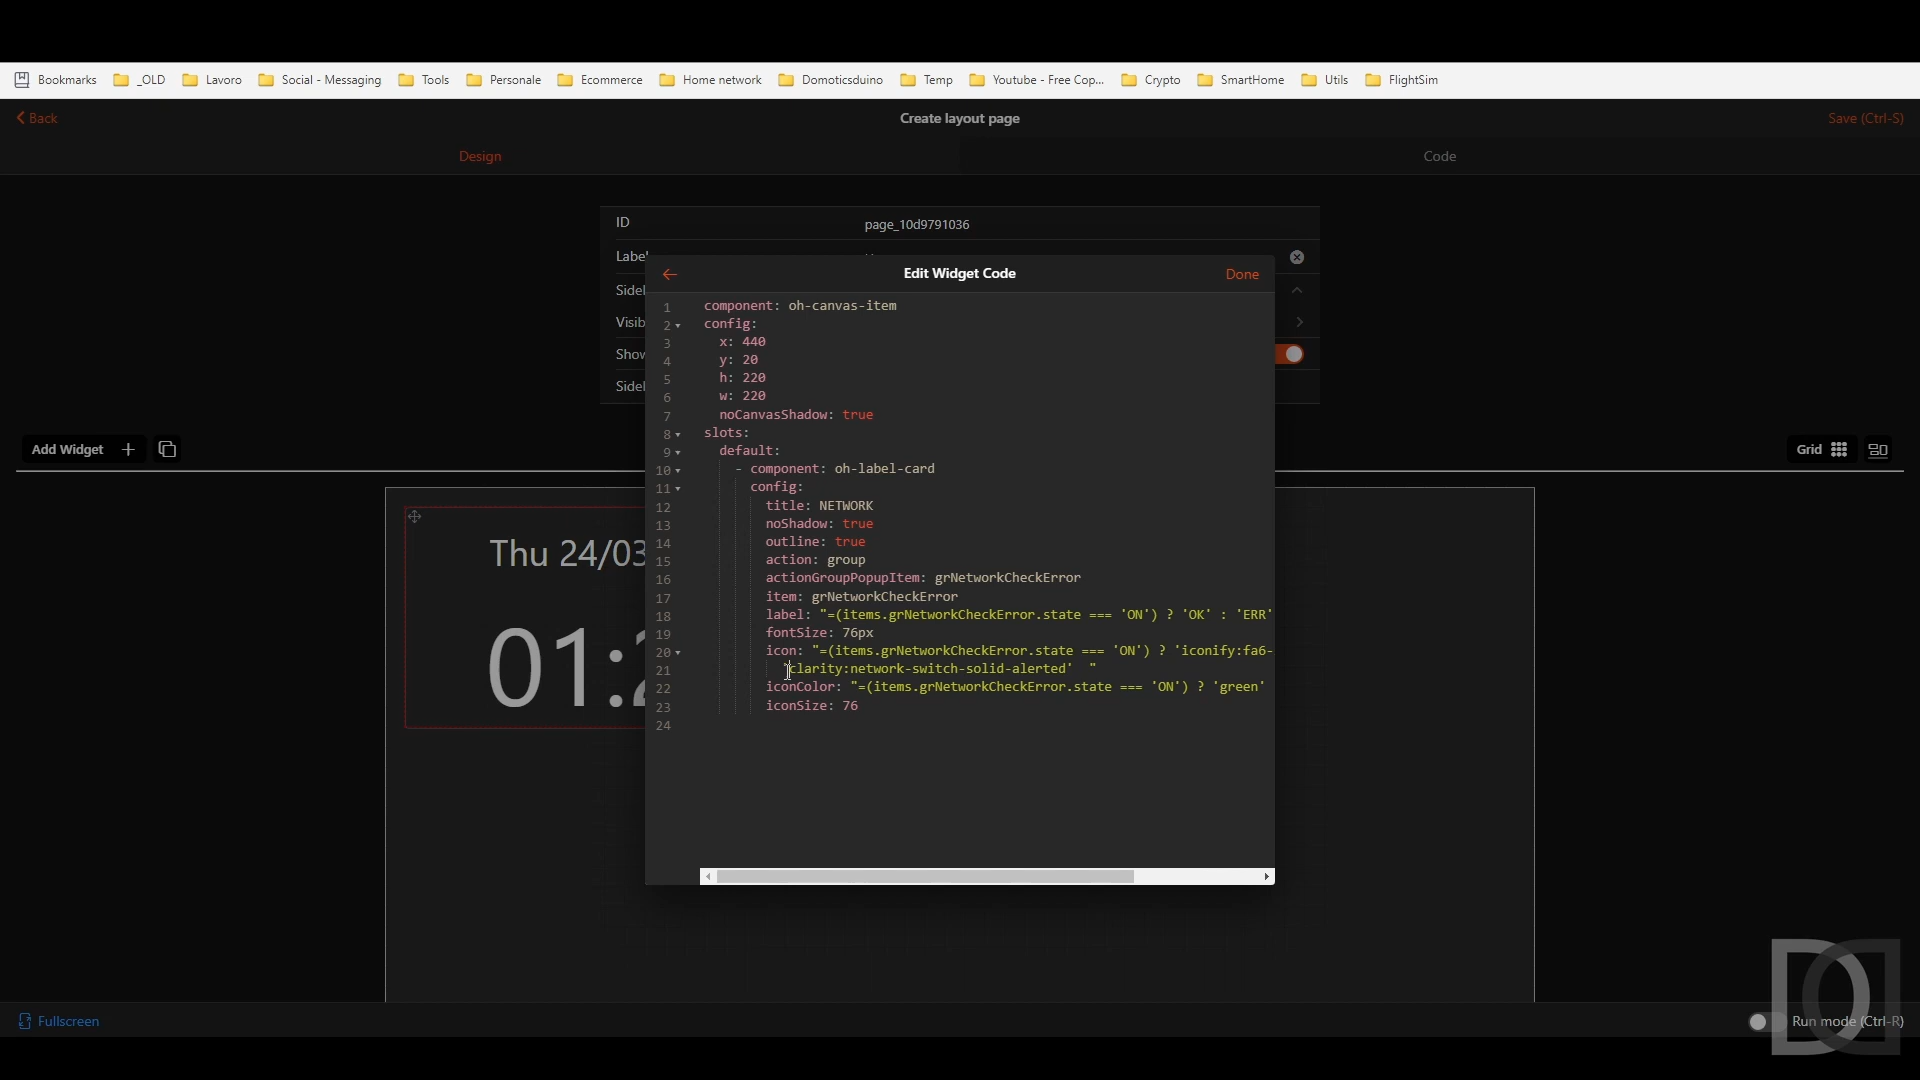 Bookmarks _OLD Lavoro Social - Messaging Tools Personale Ecommerce Home network Domoticsduino Temp Youtube - Free Cop... Crypto SmartHome Utils FlightSim
Back
Create layout page
Save (Ctrl-S)
Design
Code
ID
page_10d9791036
Label
Edit Widget Code
Done
Sidel
Visib
Show
Sidel
1 component: oh-canvas-item
2 config:
3 x: 440
4 y: 20
5 h: 220
6 w: 220
7 noCanvasShadow: true
8 slots:
9 default:
10 - component: oh-label-card
11 config:
12 title: NETWORK
13 noShadow: true
14 outline: true
15 action: group
16 actionGroupPopupItem: grNetworkCheckError
17 item: grNetworkCheckError
18 label: "=(items.grNetworkCheckError.state === 'ON') ? 'OK' : 'ERR'
19 fontSize: 76px
20 icon: "=(items.grNetworkCheckError.state === 'ON') ? 'iconify:fa6-
21 'clarity:network-switch-solid-alerted' "
22 iconColor: "=(items.grNetworkCheckError.state === 'ON') ? 'green'
23 iconSize: 76
24
Add Widget
Grid
Thu 24/03
01:2
Fullscreen
Run mode (Ctrl-R)